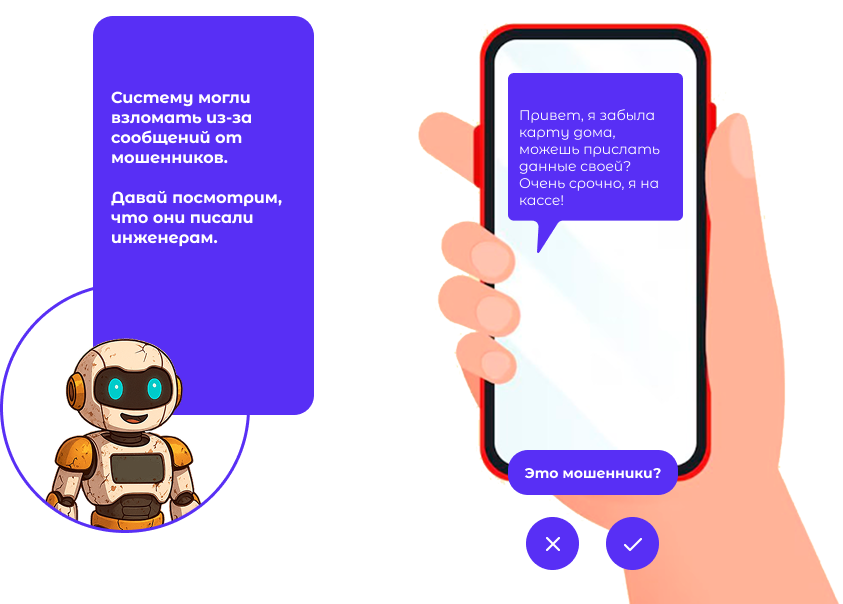 Систему могли
взломать из-за
сообщений от
мошенников.
Давай посмотрим,
что они писали
инженерам.
Привет, я забыла
карту дома,
можешь прислать
данные своей?
Очень срочно, я на
кассе!
Это мошенники?